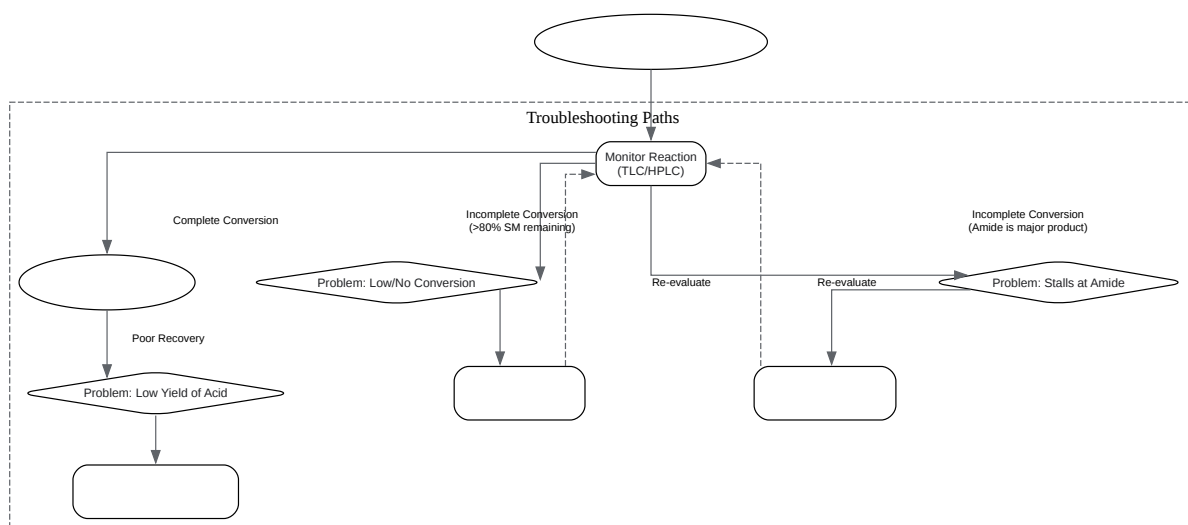 Troubleshooting Paths
Monitor Reaction
(TLC/HPLC)
Complete Conversion
Incomplete Conversion
(>80% SM remaining)
Incomplete Conversion
(Amide is major product)
Problem: Low/No Conversion
Re-evaluate
Re-evaluate
Problem: Stalls at Amide
Poor Recovery
Problem: Low Yield of Acid